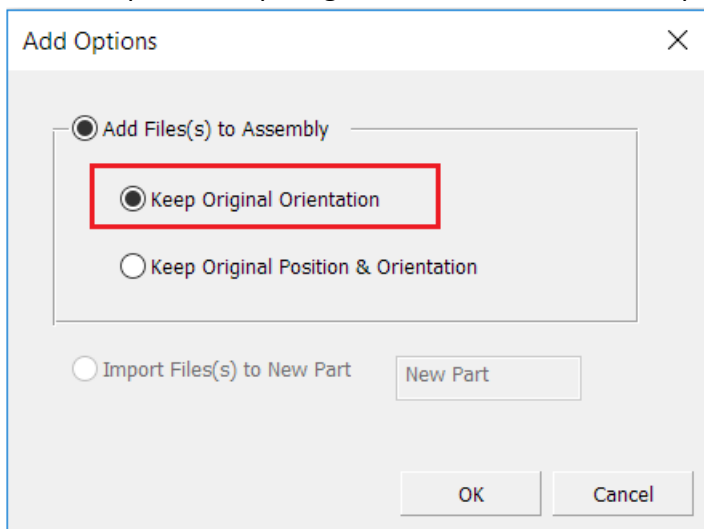 Add Options
Add Files(s) to Assembly
Keep Original Orientation
Keep Original Position & Orientation
Import Files(s) to New Part
New Part
OK
Cancel